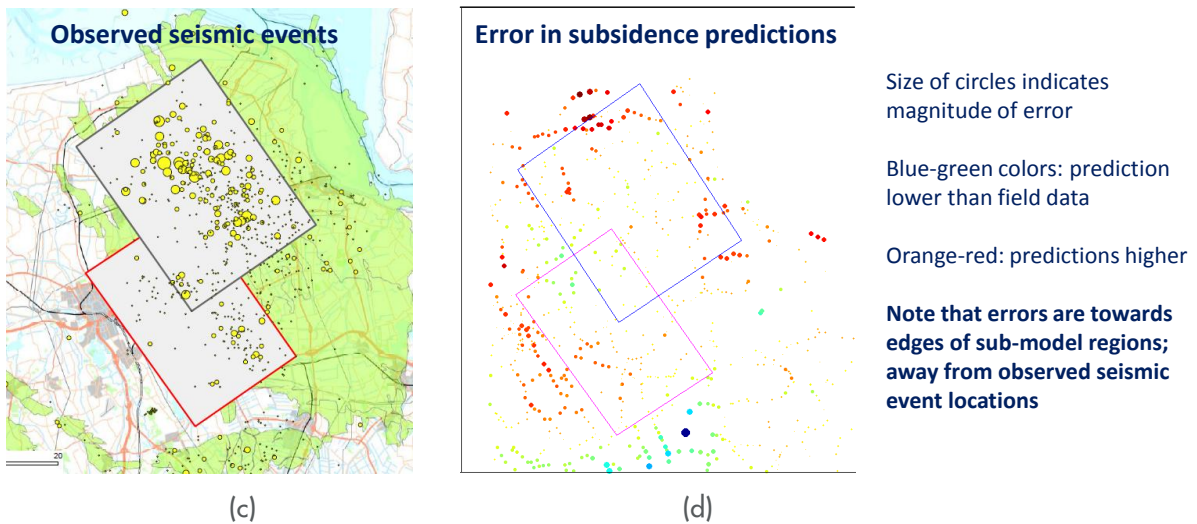 Observed seismic events
Error in subsidence predictions
Size of circles indicates
magnitude of error
Blue-green colors: prediction
lower than field data
Orange-red: predictions higher
Note that errors are towards
edges of sub-model regions;
away from observed seismic
event locations
20
(c)
(d)